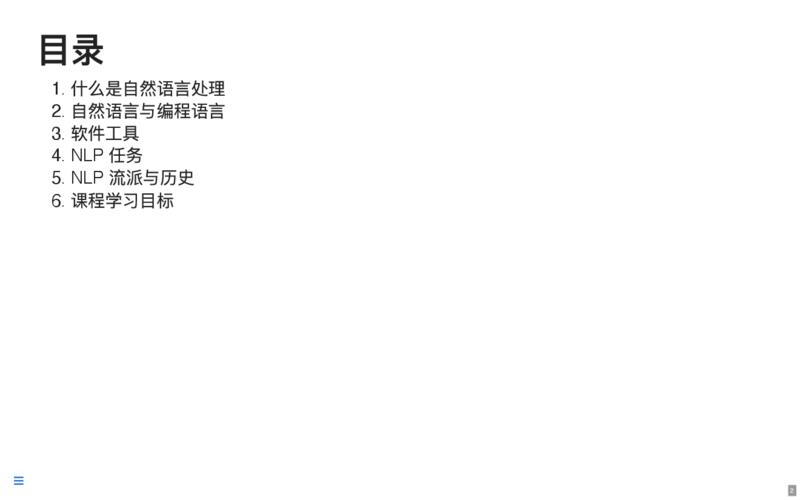 目录
1. 什么是自然语言处理
2. 自然语言与编程语言
3. 软件工具
4. NLP 任务
5. NLP 流派与历史
6. 课程学习目标
2